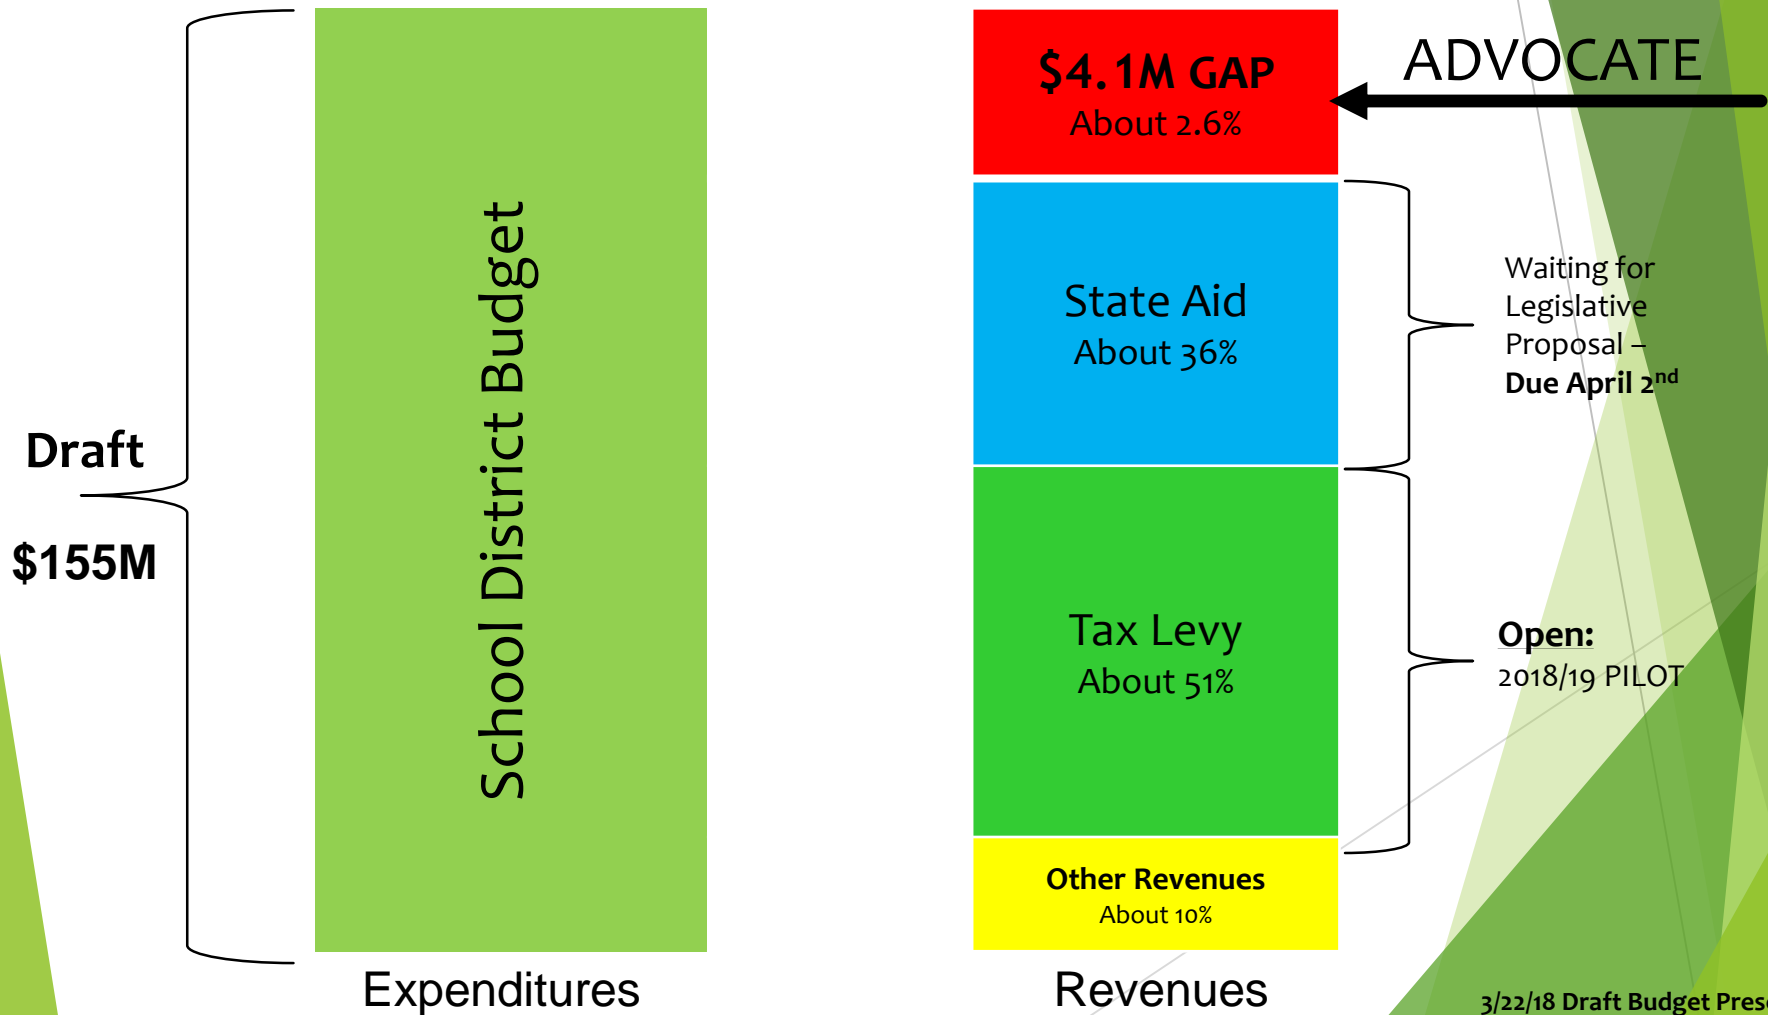 Draft
$155M
School District Budget
Expenditures
$4.1M GAP
About 2.6%
State Aid
About 36%
Tax Levy
About 51%
Other Revenues
About 10%
Revenues
ADVOCATE
Waiting for
Legislative
Proposal –
Due April 2nd
Open:
2018/19 PILOT
3/22/18 Draft Budget Pres